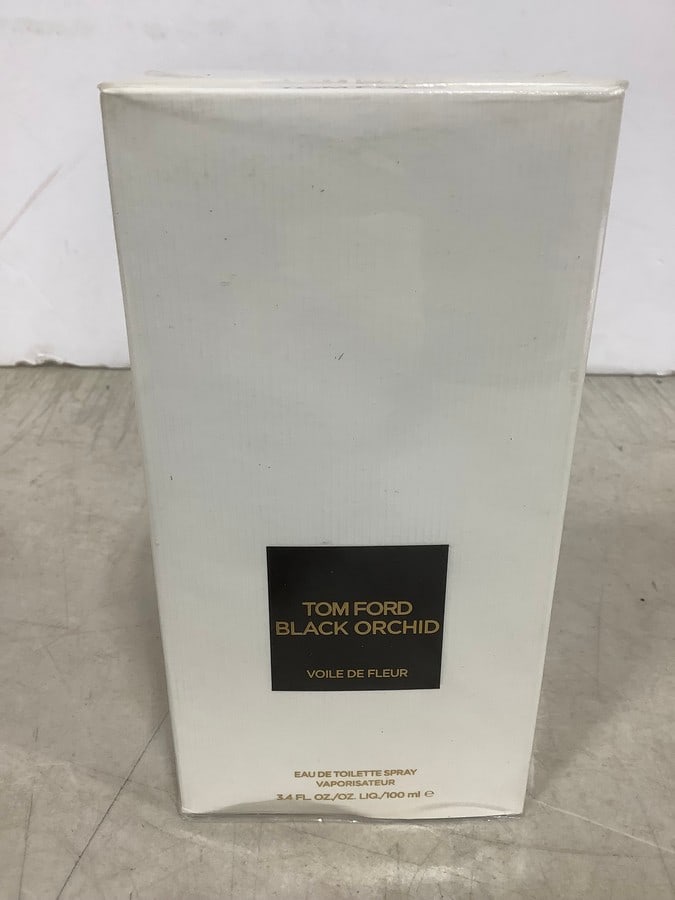 TOM FORD
BLACK ORCHID
VOILE DE FLEUR
EAU DE TOILETTE SPRAY
VAPORISATEUR
3.4 FL. OZ./OZ. LIQ./100 ml ℮